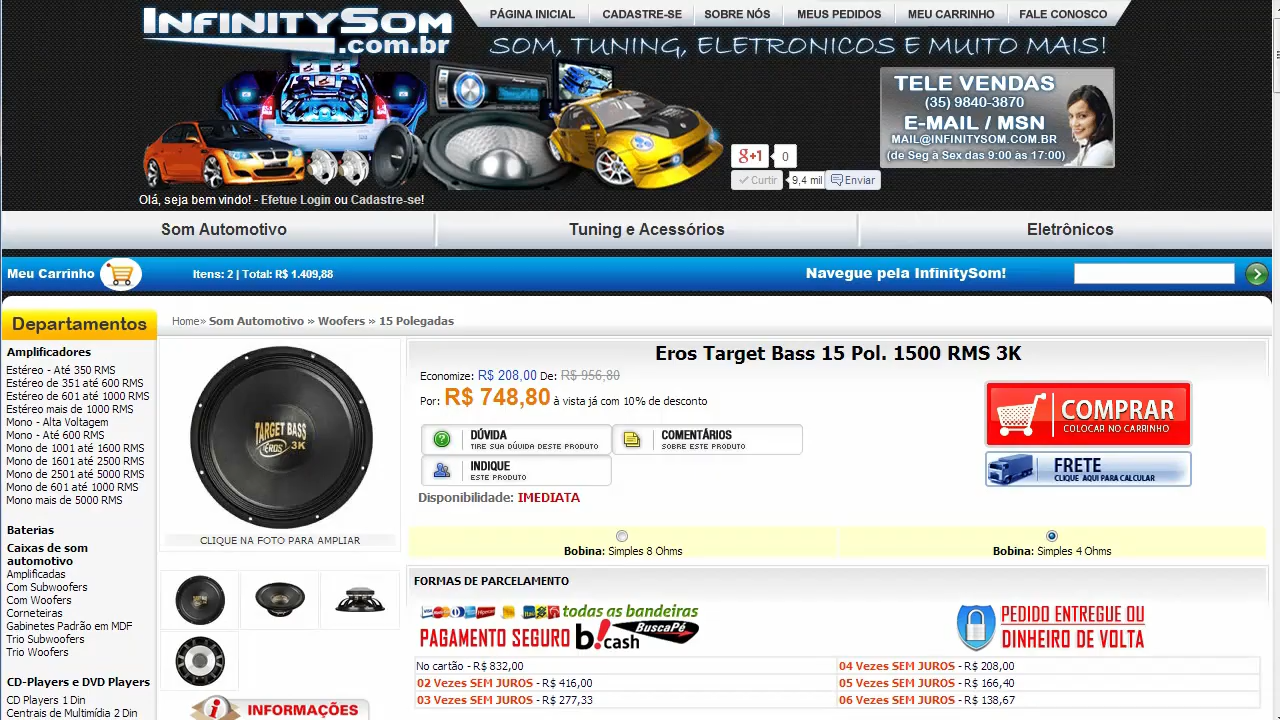 INFINITYSOM
.com.br
PÁGINA INICIAL
CADASTRE-SE
SOBRE NÓS
MEUS PEDIDOS
MEU CARRINHO
FALE CONOSCO
SOM, TUNING, ELETRONICOS E MUITO MAIS!
TELE VENDAS
(35) 9840-3870
E-MAIL / MSN
MAIL@INFINITYSOM.COM.BR
(de Seg à Sex das 9:00 às 17:00)
g+1 0
Curtir 9,4 mil Enviar
Olá, seja bem vindo! - Efetue Login ou Cadastre-se!
Som Automotivo
Tuning e Acessórios
Eletrônicos
Meu Carrinho
Itens: 2 | Total: R$ 1.409,88
Navegue pela InfinitySom!
Departamentos
Amplificadores
Estéreo - Até 350 RMS
Estéreo de 351 até 600 RMS
Estéreo de 601 até 1000 RMS
Estéreo mais de 1000 RMS
Mono - Alta Voltagem
Mono - Até 600 RMS
Mono de 1001 até 1600 RMS
Mono de 1601 até 2500 RMS
Mono de 2501 até 5000 RMS
Mono de 601 até 1000 RMS
Mono mais de 5000 RMS
Baterias
Caixas de som
automotivo
Amplificadas
Com Subwoofers
Com Woofers
Corneteiras
Gabinetes Padrão em MDF
Trio Subwoofers
Trio Woofers
CD-Players e DVD Players
CD Players 1 Din
Centrais de Multimídia 2 Din
Home» Som Automotivo » Woofers » 15 Polegadas
TARGET BASS
EROS 3K
CLIQUE NA FOTO PARA AMPLIAR
INFORMAÇÕES
Eros Target Bass 15 Pol. 1500 RMS 3K
Economize: R$ 208,00 De: R$ 956,80
Por: R$ 748,80 à vista já com 10% de desconto
DÚVIDA
TIRE SUA DÚVIDA DESTE PRODUTO
COMENTÁRIOS
SOBRE ESTE PRODUTO
INDIQUE
ESTE PRODUTO
Disponibilidade: IMEDIATA
COMPRAR
COLOCAR NO CARRINHO
FRETE
CLIQUE AQUI PARA CALCULAR
Bobina: Simples 8 Ohms
Bobina: Simples 4 Ohms
FORMAS DE PARCELAMENTO
todas as bandeiras
PAGAMENTO SEGURO b!cash BuscaPé
PEDIDO ENTREGUE OU
DINHEIRO DE VOLTA
No cartão - R$ 832,00
04 Vezes SEM JUROS - R$ 208,00
02 Vezes SEM JUROS - R$ 416,00
05 Vezes SEM JUROS - R$ 166,40
03 Vezes SEM JUROS - R$ 277,33
06 Vezes SEM JUROS - R$ 138,67